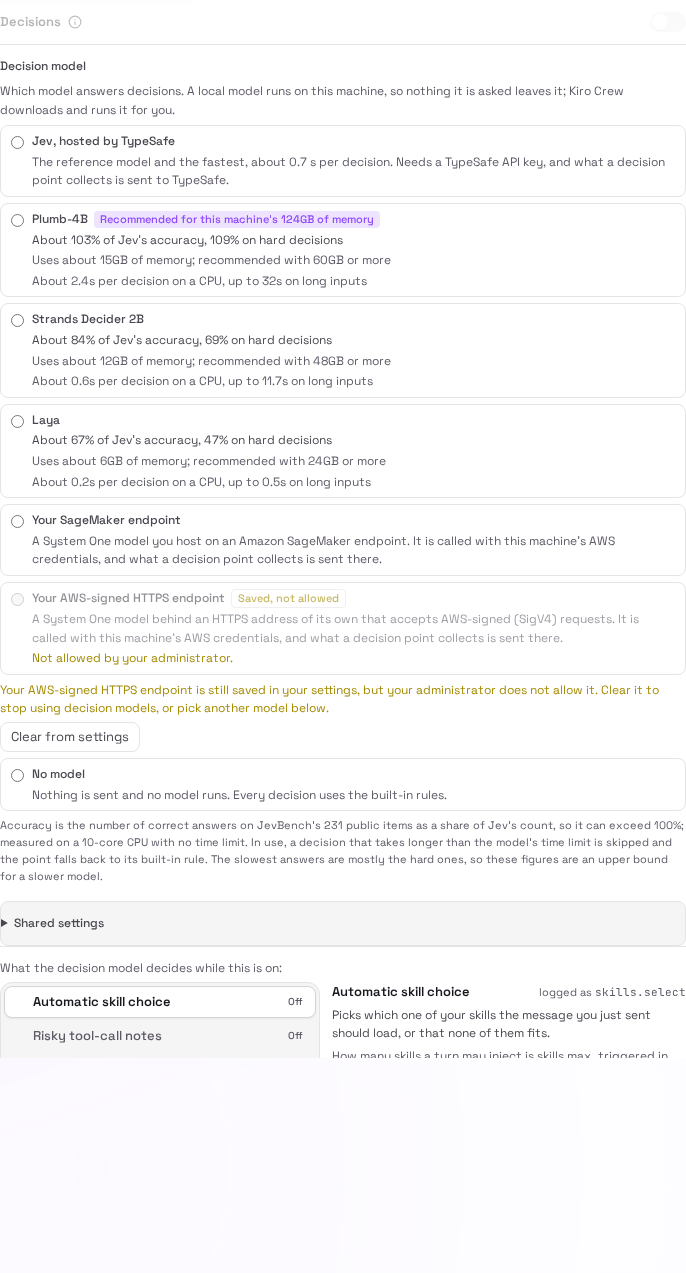 Decisions
Decision model
Which model answers decisions. A local model runs on this machine, so nothing it is asked leaves it; Kiro Crew
downloads and runs it for you.
Jev, hosted by TypeSafe
The reference model and the fastest, about 0.7 s per decision. Needs a TypeSafe API key, and what a decision
point collects is sent to TypeSafe.
Plumb-4B Recommended for this machine's 124GB of memory
About 103% of Jev's accuracy, 109% on hard decisions
Uses about 15GB of memory; recommended with 60GB or more
About 2.4s per decision on a CPU, up to 32s on long inputs
Strands Decider 2B
About 84% of Jev's accuracy, 69% on hard decisions
Uses about 12GB of memory; recommended with 48GB or more
About 0.6s per decision on a CPU, up to 11.7s on long inputs
Laya
About 67% of Jev's accuracy, 47% on hard decisions
Uses about 6GB of memory; recommended with 24GB or more
About 0.2s per decision on a CPU, up to 0.5s on long inputs
Your SageMaker endpoint
A System One model you host on an Amazon SageMaker endpoint. It is called with this machine's AWS
credentials, and what a decision point collects is sent there.
Your AWS-signed HTTPS endpoint Saved, not allowed
A System One model behind an HTTPS address of its own that accepts AWS-signed (SigV4) requests. It is
called with this machine's AWS credentials, and what a decision point collects is sent there.
Not allowed by your administrator.
Your AWS-signed HTTPS endpoint is still saved in your settings, but your administrator does not allow it. Clear it to
stop using decision models, or pick another model below.
Clear from settings
No model
Nothing is sent and no model runs. Every decision uses the built-in rules.
Accuracy is the number of correct answers on JevBench's 231 public items as a share of Jev's count, so it can exceed 100%;
measured on a 10-core CPU with no time limit. In use, a decision that takes longer than the model's time limit is skipped and
the point falls back to its built-in rule. The slowest answers are mostly the hard ones, so these figures are an upper bound
for a slower model.
Shared settings
What the decision model decides while this is on:
Automatic skill choice Off
Risky tool-call notes Off
Automatic skill choice logged as skills.select
Picks which one of your skills the message you just sent
should load, or that none of them fits.
How many skills a turn may inject is skills max, triggered in